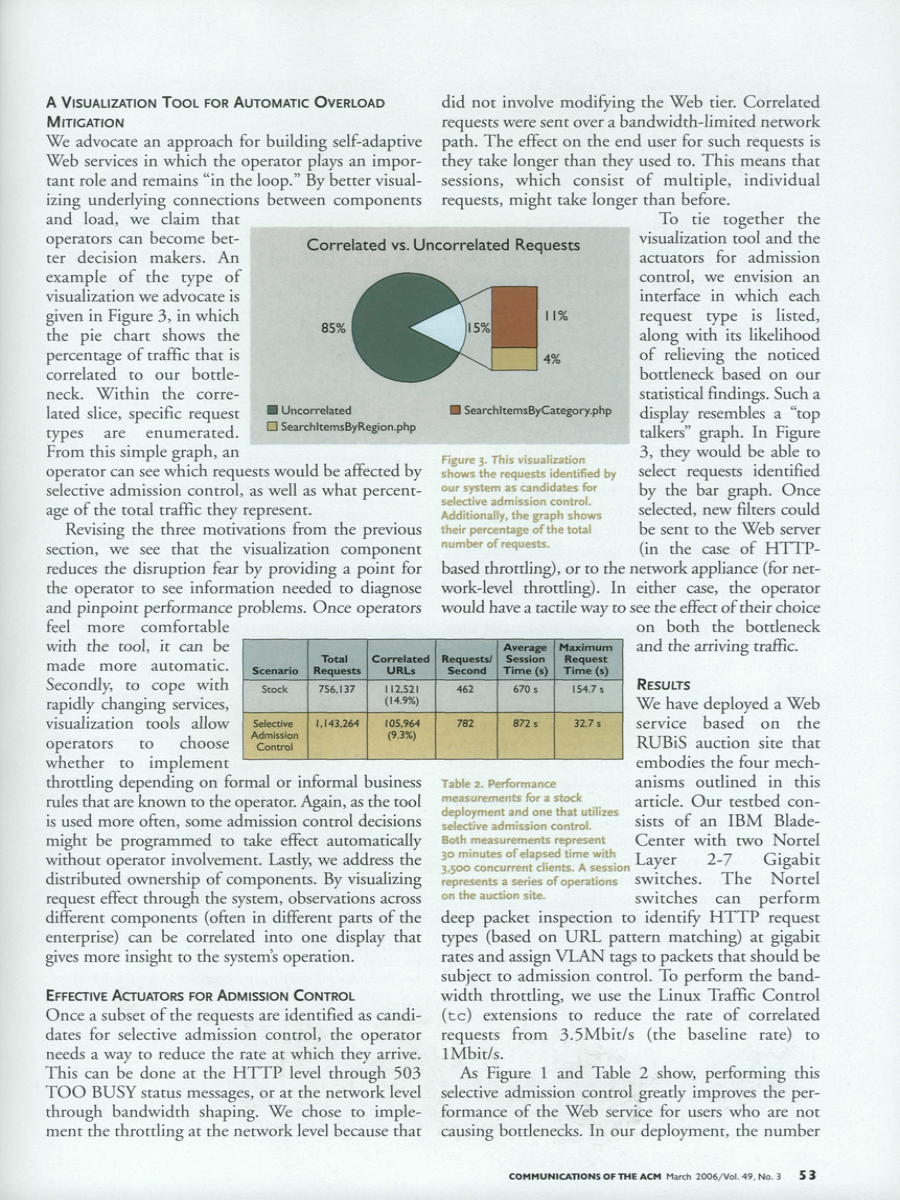 A VISUALIZATION TOOL FOR AUTOMATIC OVERLOAD
MITIGATION
We advocate an approach for building self-adaptive
Web services in which the operator plays an impor-
tant role and remains “in the loop.” By better visual-
izing underlying connections between components
and load, we claim that
operators can become bet-
ter decision makers. An
example of the type of
visualization we advocate is
given in Figure 3, in which
the pie chart shows the
percentage of traffic that is
correlated to our bottle-
neck. Within the corre-
lated slice, specific request
types are enumerated.
From this simple graph, an
operator can see which requests would be affected by
selective admission control, as well as what percent-
age of the total traffic they represent.
Revising the three motivations from the previous
section, we see that the visualization component
reduces the disruption fear by providing a point for
the operator to see information needed to diagnose
and pinpoint performance problems. Once operators
feel more comfortable
with the tool, it can be
made more automatic.
Secondly, to cope with
rapidly changing services,
visualization tools allow
operators to choose
whether to implement
throttling depending on formal or informal business
rules that are known to the operator. Again, as the tool
is used more often, some admission control decisions
might be programmed to take effect automatically
without operator involvement. Lastly, we address the
distributed ownership of components. By visualizing
request effect through the system, observations across
different components (often in different parts of the
enterprise) can be correlated into one display that
gives more insight to the system’s operation.
EFFECTIVE ACTUATORS FOR ADMISSION CONTROL
Once a subset of the requests are identified as candi-
dates for selective admission control, the operator
needs a way to reduce the rate at which they arrive.
This can be done at the HTTP level through 503
TOO BUSY status messages, or at the network level
through bandwidth shaping. We chose to imple-
ment the throttling at the network level because that
did not involve modifying the Web tier. Correlated
requests were sent over a bandwidth-limited network
path. The effect on the end user for such requests is
they take longer than they used to. This means that
sessions, which consist of multiple, individual
requests, might take longer than before.
To tie together the
visualization tool and the
actuators for admission
control, we envision an
interface in which each
request type is listed,
along with its likelihood
of relieving the noticed
bottleneck based on our
statistical findings. Such a
display resembles a “top
talkers” graph. In Figure
3, they would be able to
select requests identified
by the bar graph. Once
selected, new filters could
be sent to the Web server
(in the case of HTTP-
based throttling), or to the network appliance (for net-
work-level throttling). In either case, the operator
would have a tactile way to see the effect of their choice
on both the bottleneck
and the arriving traffic.
RESULTS
We have deployed a Web
service based on the
RUBiS auction site that
embodies the four mech-
anisms outlined in this
article. Our testbed con-
sists of an IBM Blade-
Center with two Nortel
Layer 2-7 Gigabit
switches. The Nortel
switches can perform
deep packet inspection to identify HTTP request
types (based on URL pattern matching) at gigabit
rates and assign VLAN tags to packets that should be
subject to admission control. To perform the band-
width throttling, we use the Linux Traffic Control
(tc) extensions to reduce the rate of correlated
requests from 3.5Mbit/s (the baseline rate) to
1Mbit/s.
As Figure 1 and Table 2 show, performing this
selective admission control greatly improves the per-
formance of the Web service for users who are not
causing bottlenecks. In our deployment, the number
Correlated vs. Uncorrelated Requests
85%
15%
11%
4%
Uncorrelated
SearchItemsByCategory.php
SearchItemsByRegion.php
Figure 3. This visualization
shows the requests identified by
our system as candidates for
selective admission control.
Additionally, the graph shows
their percentage of the total
number of requests.
Scenario Total Requests Correlated URLs Requests/ Second Average Session Time (s) Maximum Request Time (s)
Stock 756,137 112,521 (14.9%) 462 670 s 154.7 s
Selective Admission Control 1,143,264 105,964 (9.3%) 782 872 s 32.7 s
Table 2. Performance
measurements for a stock
deployment and one that utilizes
selective admission control.
Both measurements represent
30 minutes of elapsed time with
3,500 concurrent clients. A session
represents a series of operations
on the auction site.
COMMUNICATIONS OF THE ACM March 2006/Vol. 49, No. 3 53